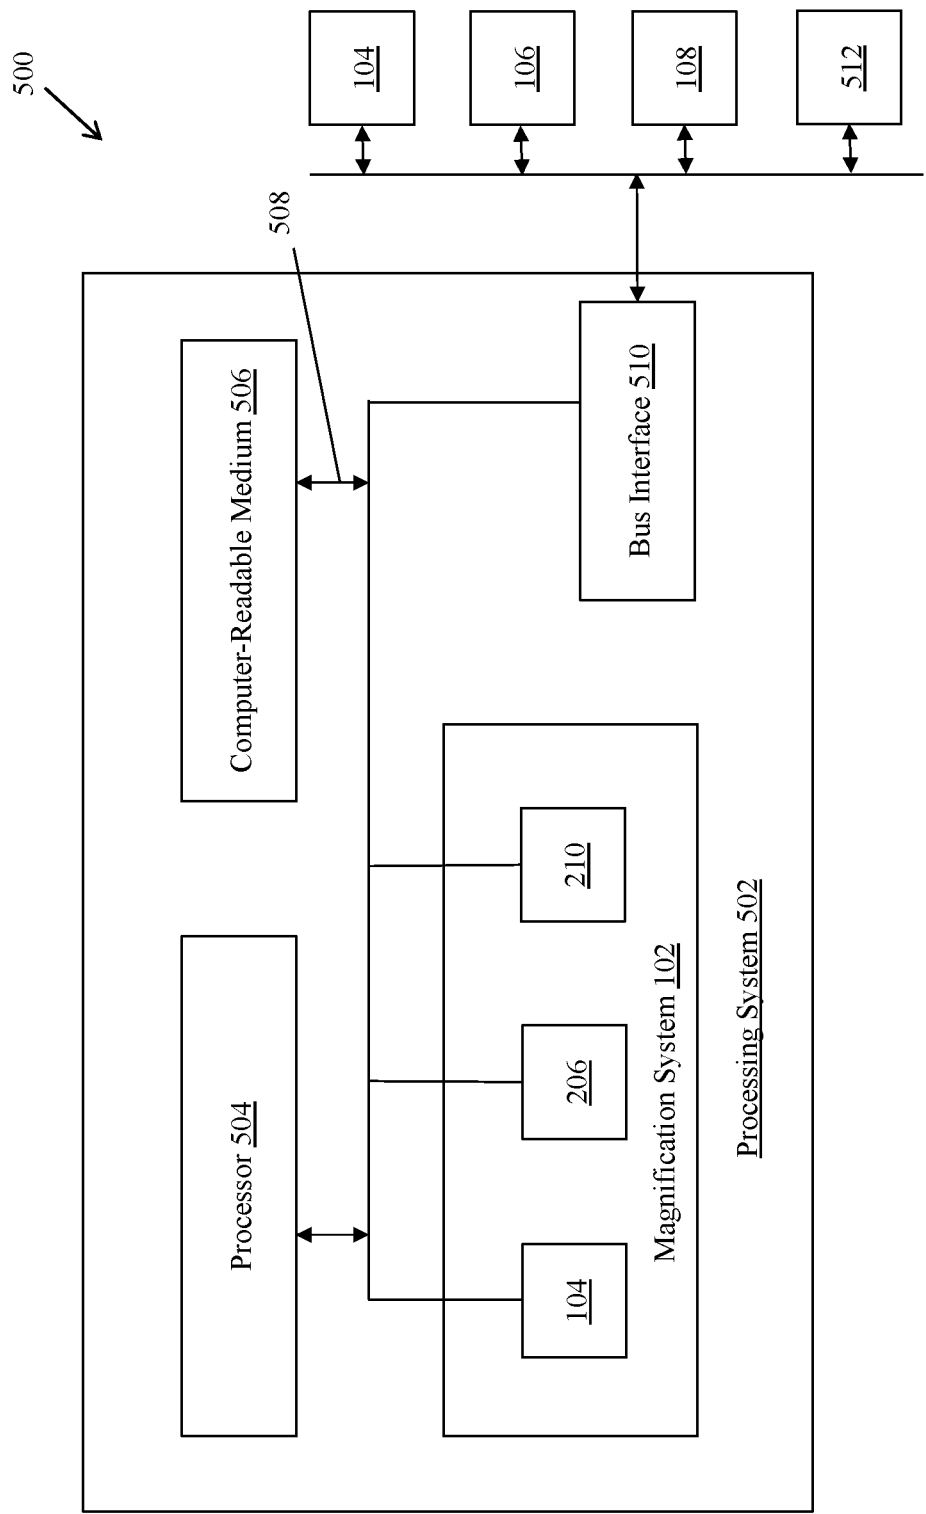 500
Processor 504
Computer-Readable Medium 506
508
104
206
210
Magnification System 102
Bus Interface 510
Processing System 502
104
106
108
512